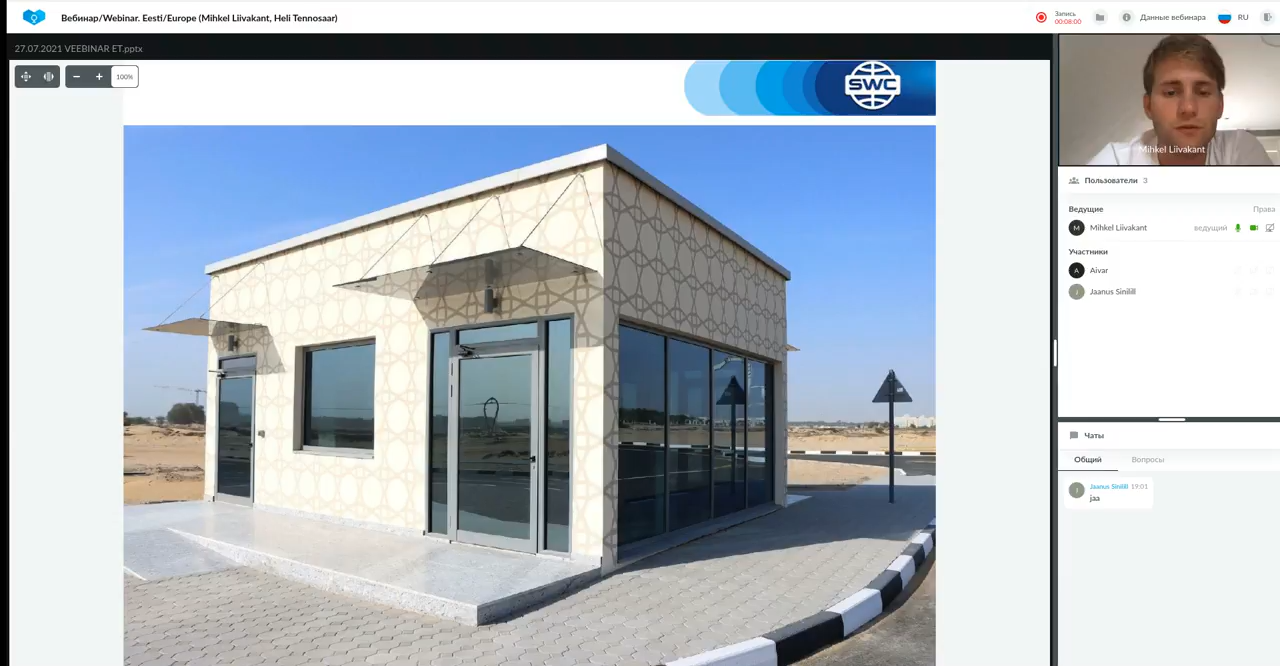 Вебинар/Webinar. Eesti/Europe (Mihkel Liivakant, Heli Tennosaar)
Запись
00:08:00
Данные вебинара
RU
27.07.2021 VEEBINAR ET.pptx
100%
SWC
Mihkel Liivakant
Пользователи 3
Ведущие
Права
M
Mihkel Liivakant
ведущий
Участники
A
Aivar
J
Jaanus Sinilill
Чаты
Общий
Вопросы
J
Jaanus Sinilill 19:01
jaa